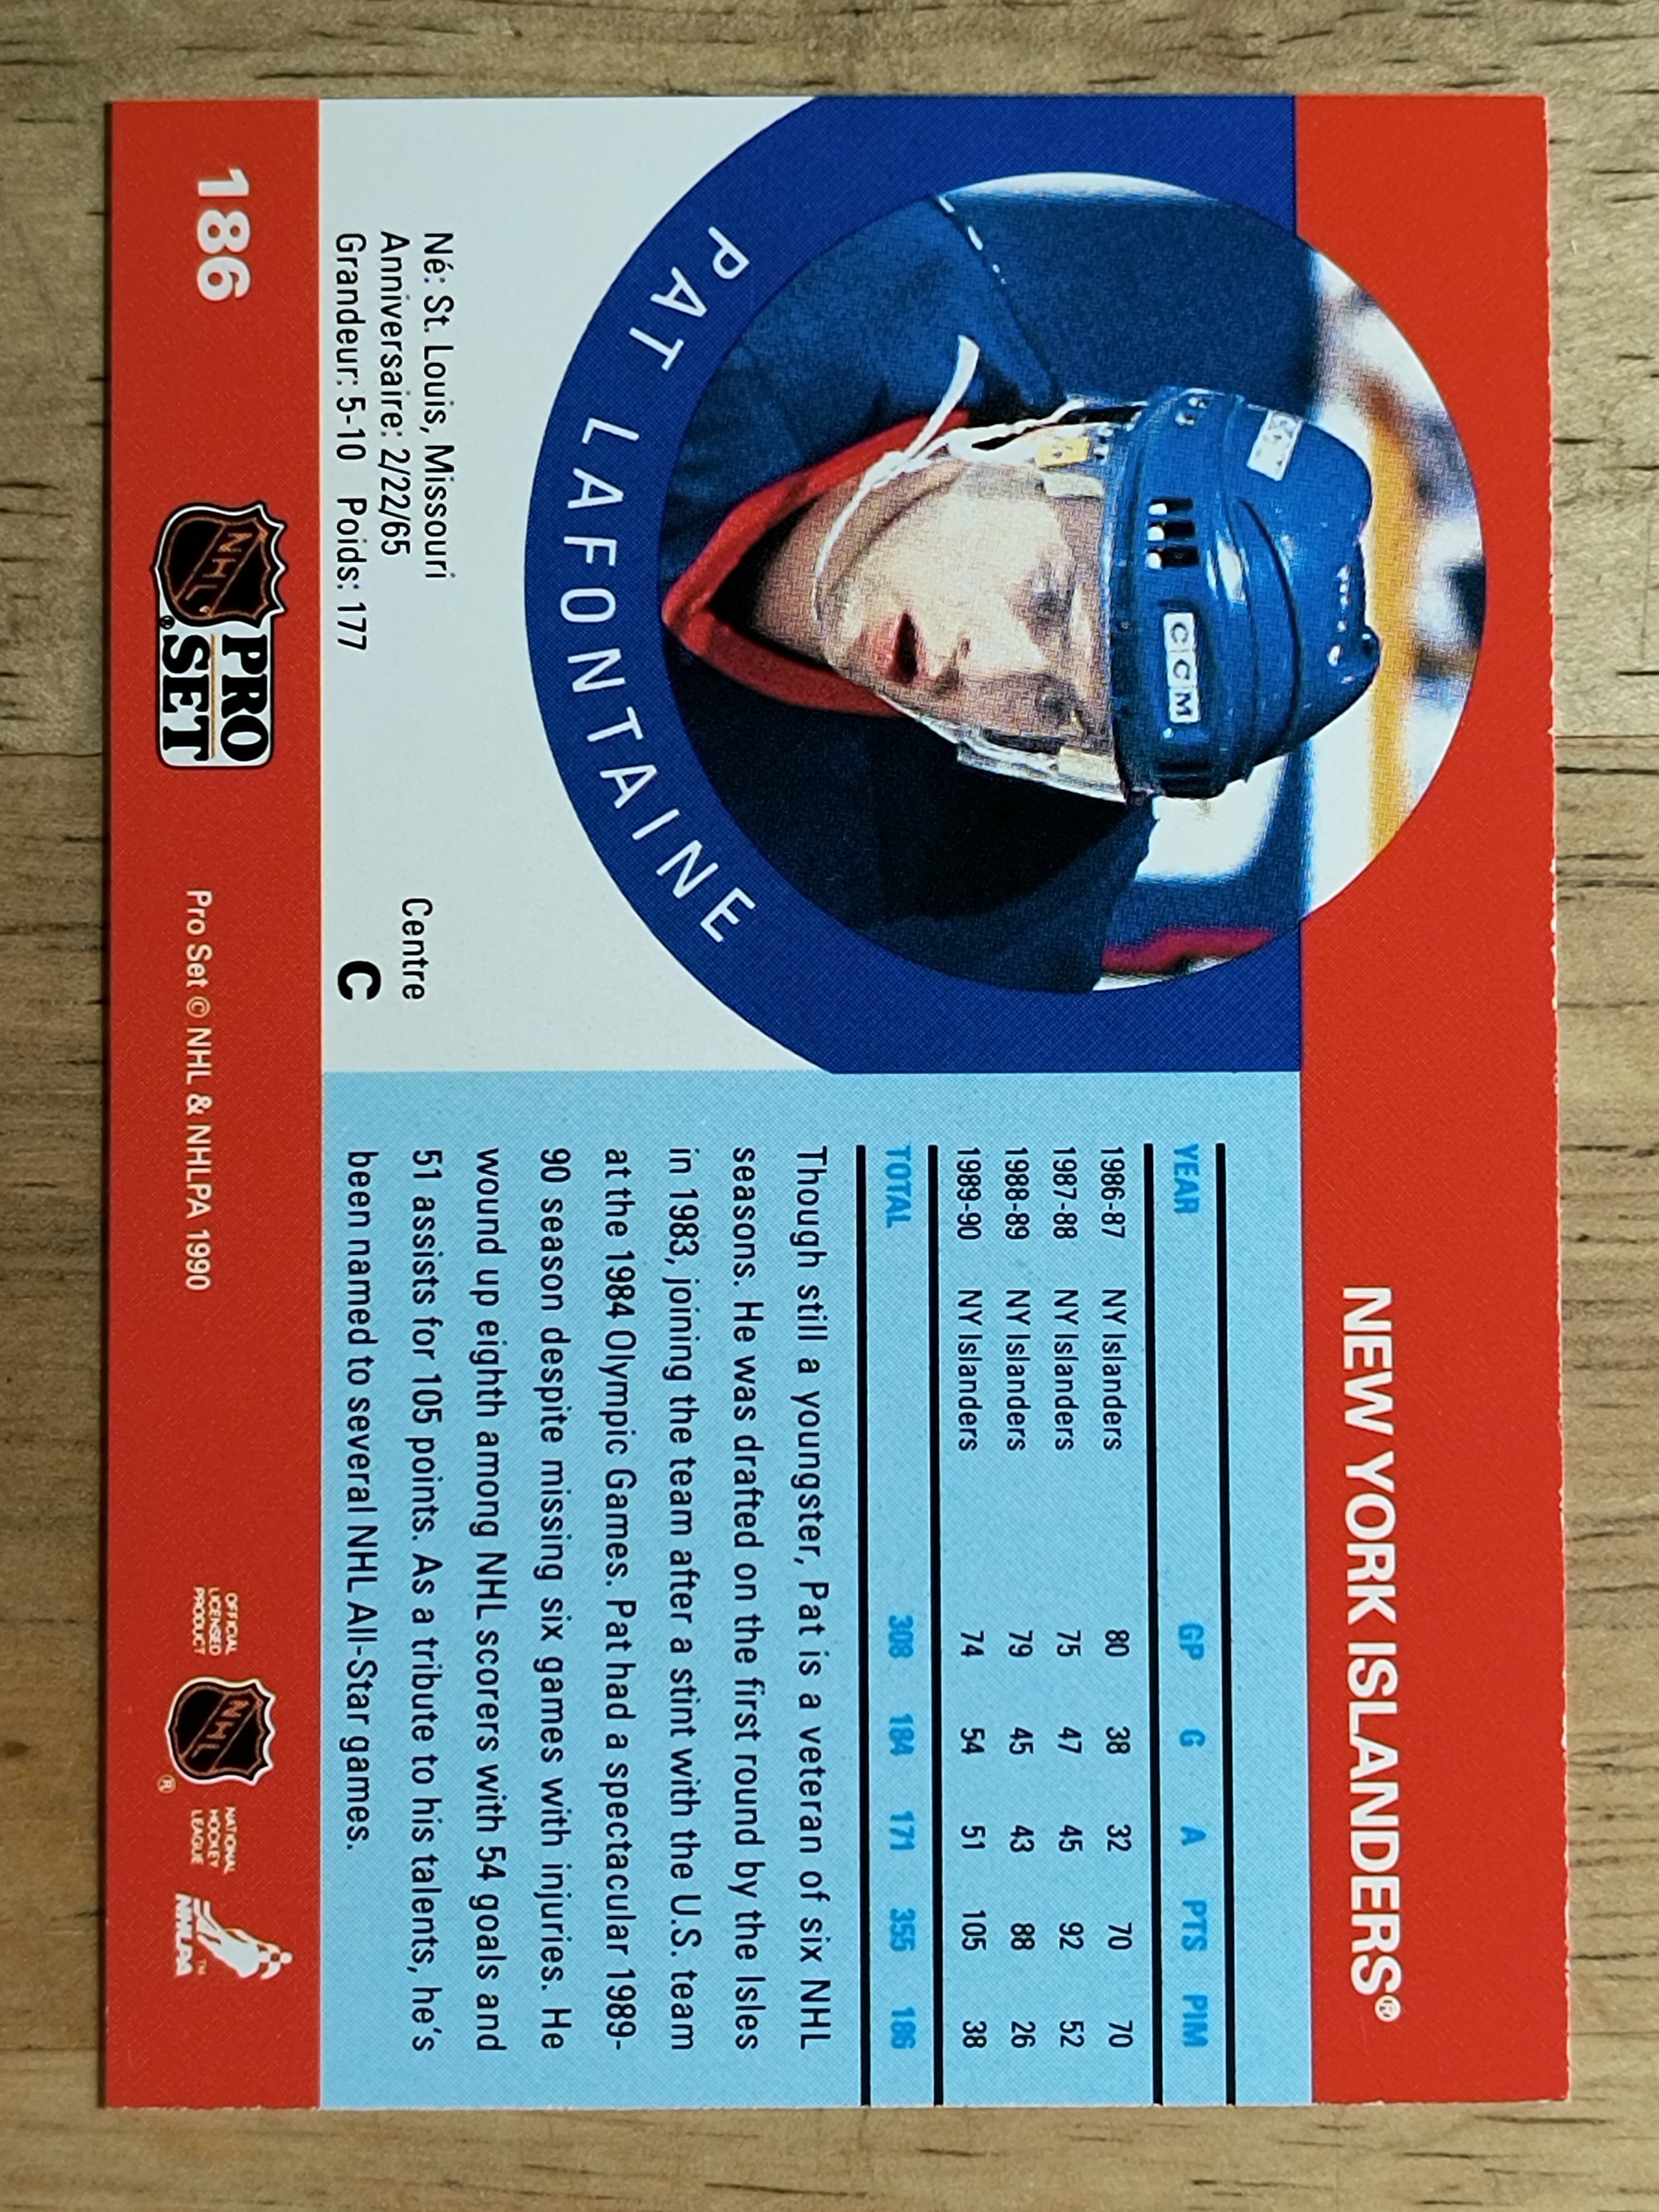 NEW YORK ISLANDERS®
CCM
PAT LAFONTAINE
Né: St. Louis, Missouri
Anniversaire: 2/22/65
Grandeur: 5-10 Poids: 177
Centre
C
YEAR GP G A PTS PIM
1986-87 NY Islanders 80 38 32 70 70
1987-88 NY Islanders 75 47 45 92 52
1988-89 NY Islanders 79 45 43 88 26
1989-90 NY Islanders 74 54 51 105 38
TOTAL 308 184 171 355 186
Though still a youngster, Pat is a veteran of six NHL
seasons. He was drafted on the first round by the Isles
in 1983, joining the team after a stint with the U.S. team
at the 1984 Olympic Games. Pat had a spectacular 1989-
90 season despite missing six games with injuries. He
wound up eighth among NHL scorers with 54 goals and
51 assists for 105 points. As a tribute to his talents, he's
been named to several NHL All-Star games.
186
NHL
PRO
SET®
Pro Set © NHL & NHLPA 1990
OFFICIAL
LICENSED
PRODUCT
NHL®
NATIONAL
HOCKEY
LEAGUE
NHLPA™